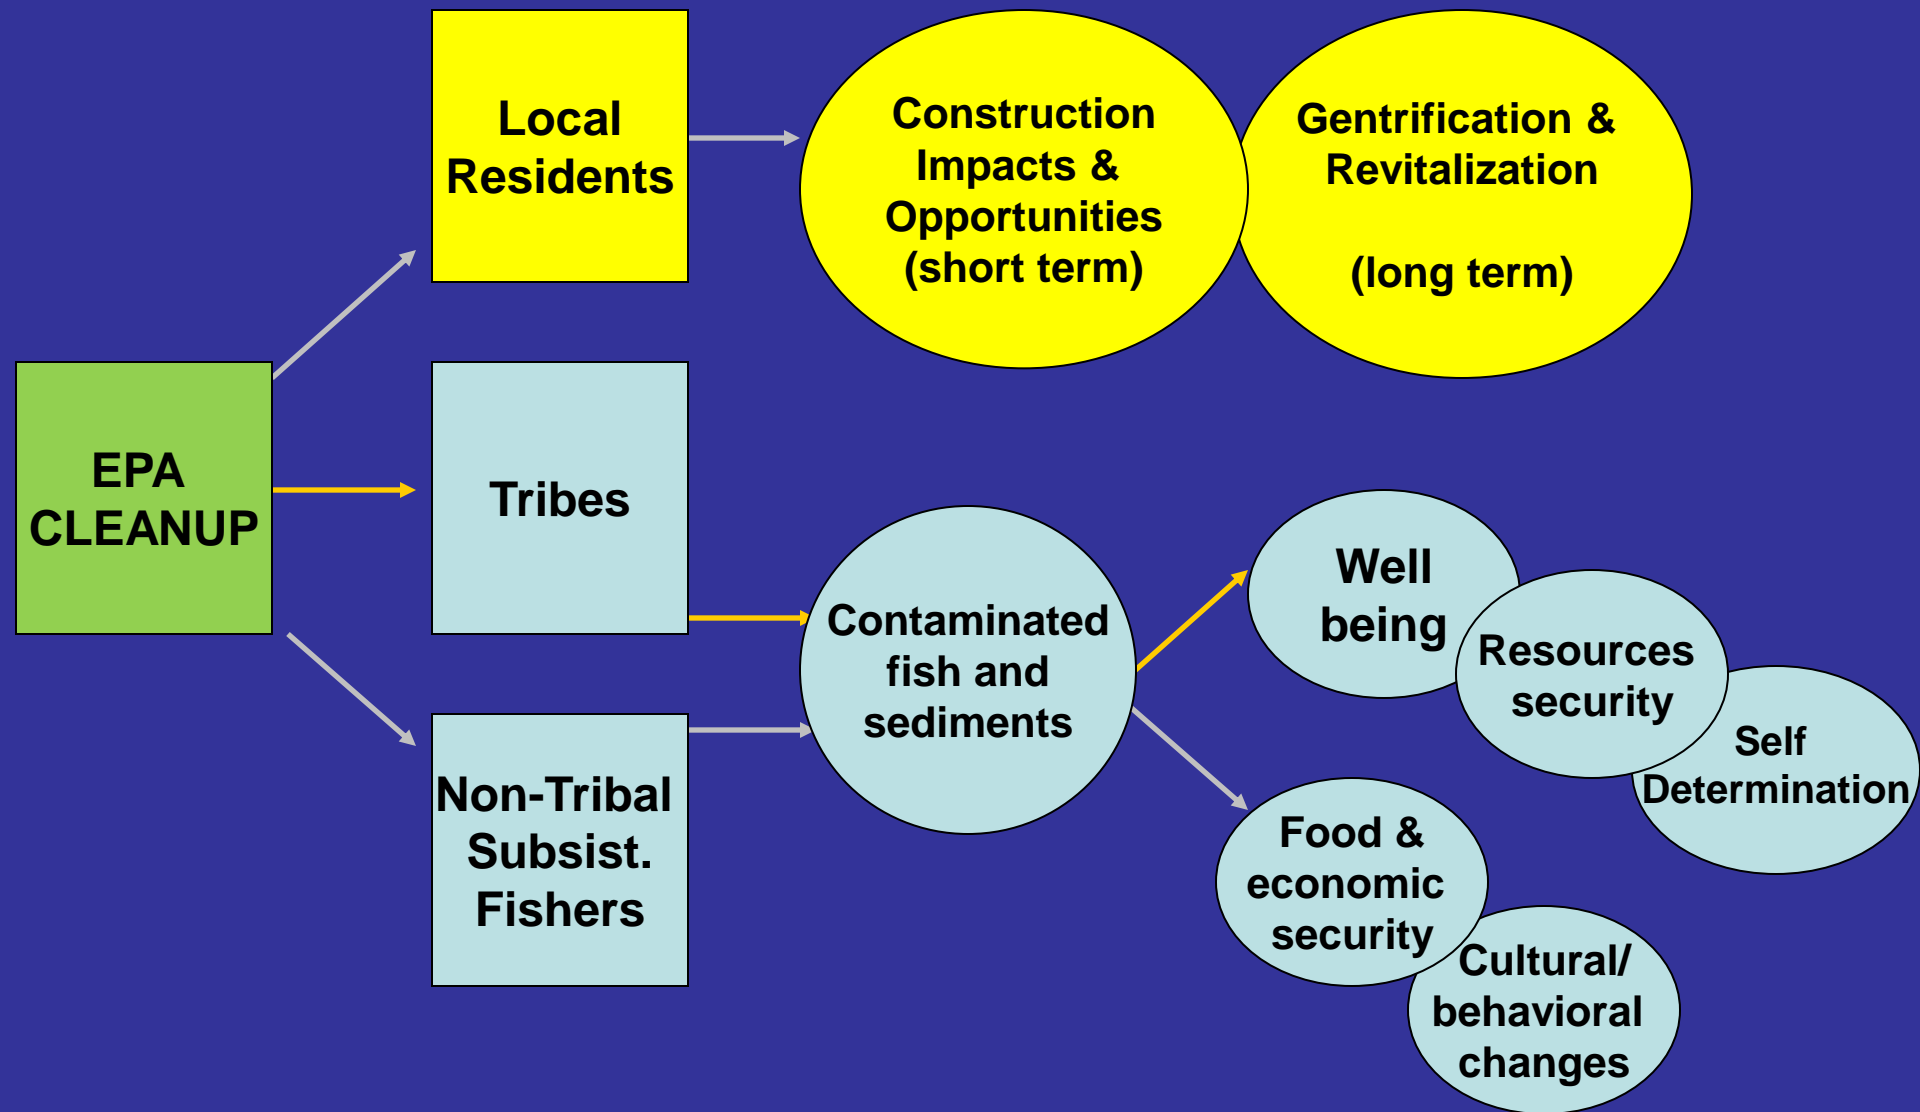 Local
Residents
Construction
Impacts &
Opportunities
(short term)
Gentrification &
Revitalization
(long term)
EPA
CLEANUP
Tribes
Non-Tribal
Subsist.
Fishers
Contaminated
fish and
sediments
Well
being
Resources
security
Self
Determination
Food &
economic
security
Cultural/
behavioral
changes